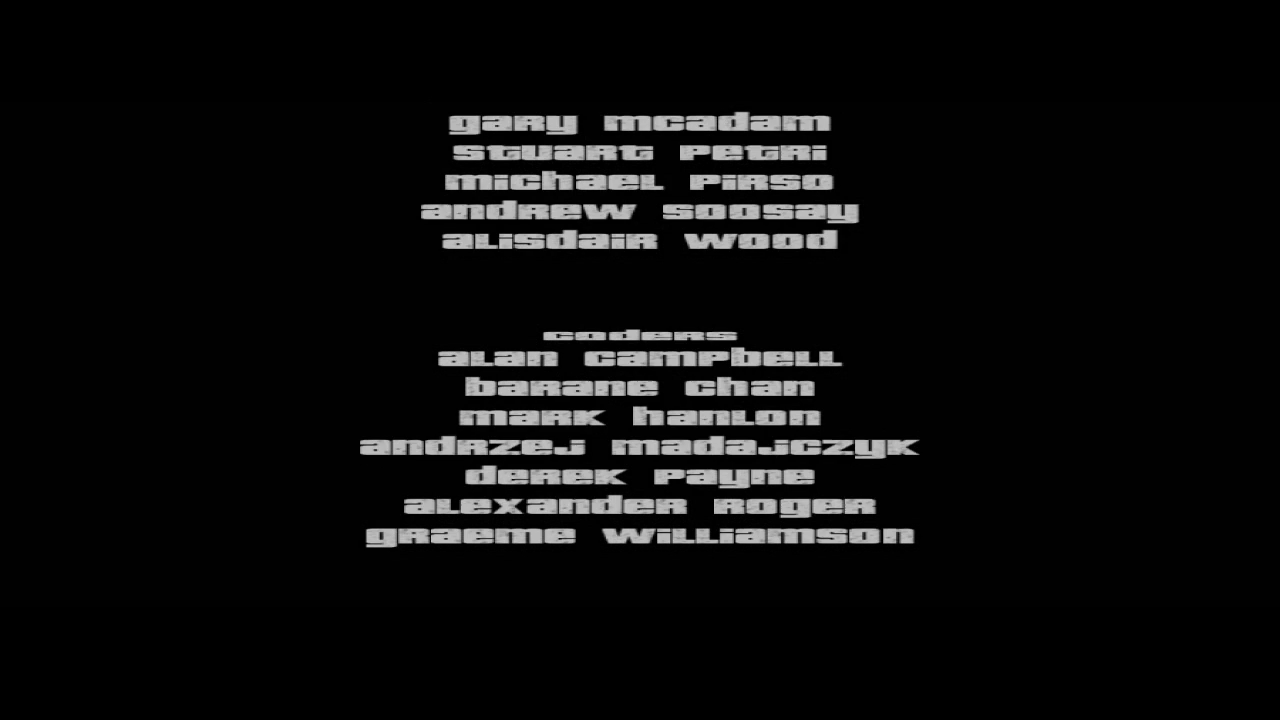 gary mcadam
stuart petri
michael pirso
andrew soosay
alisdair wood
coders
alan campbell
barane chan
mark hanlon
andrzej madajczyk
derek payne
alexander roger
graeme williamson